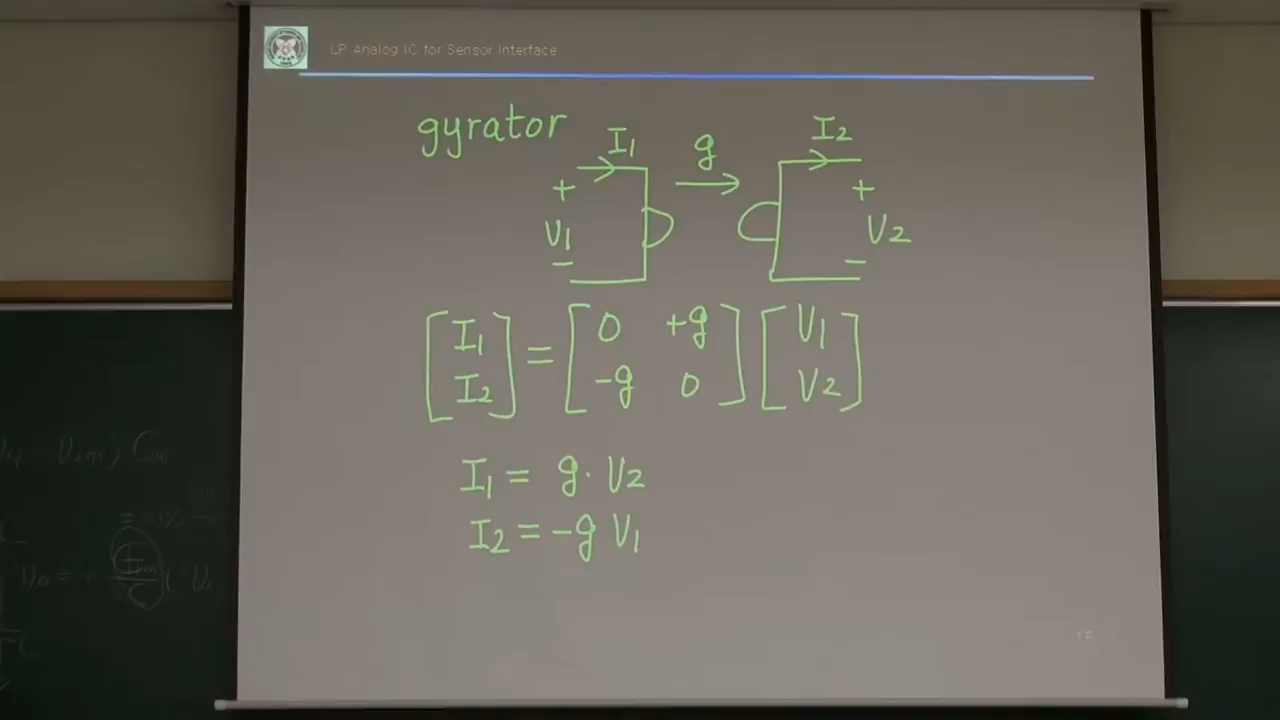 LP Analog IC for Sensor Interface
gyrator
I1 g I2
+ +
V1 V2
− −
[I1 I2] = [0 +g −g 0] [V1 V2]
I1 = g · V2
I2 = −g V1